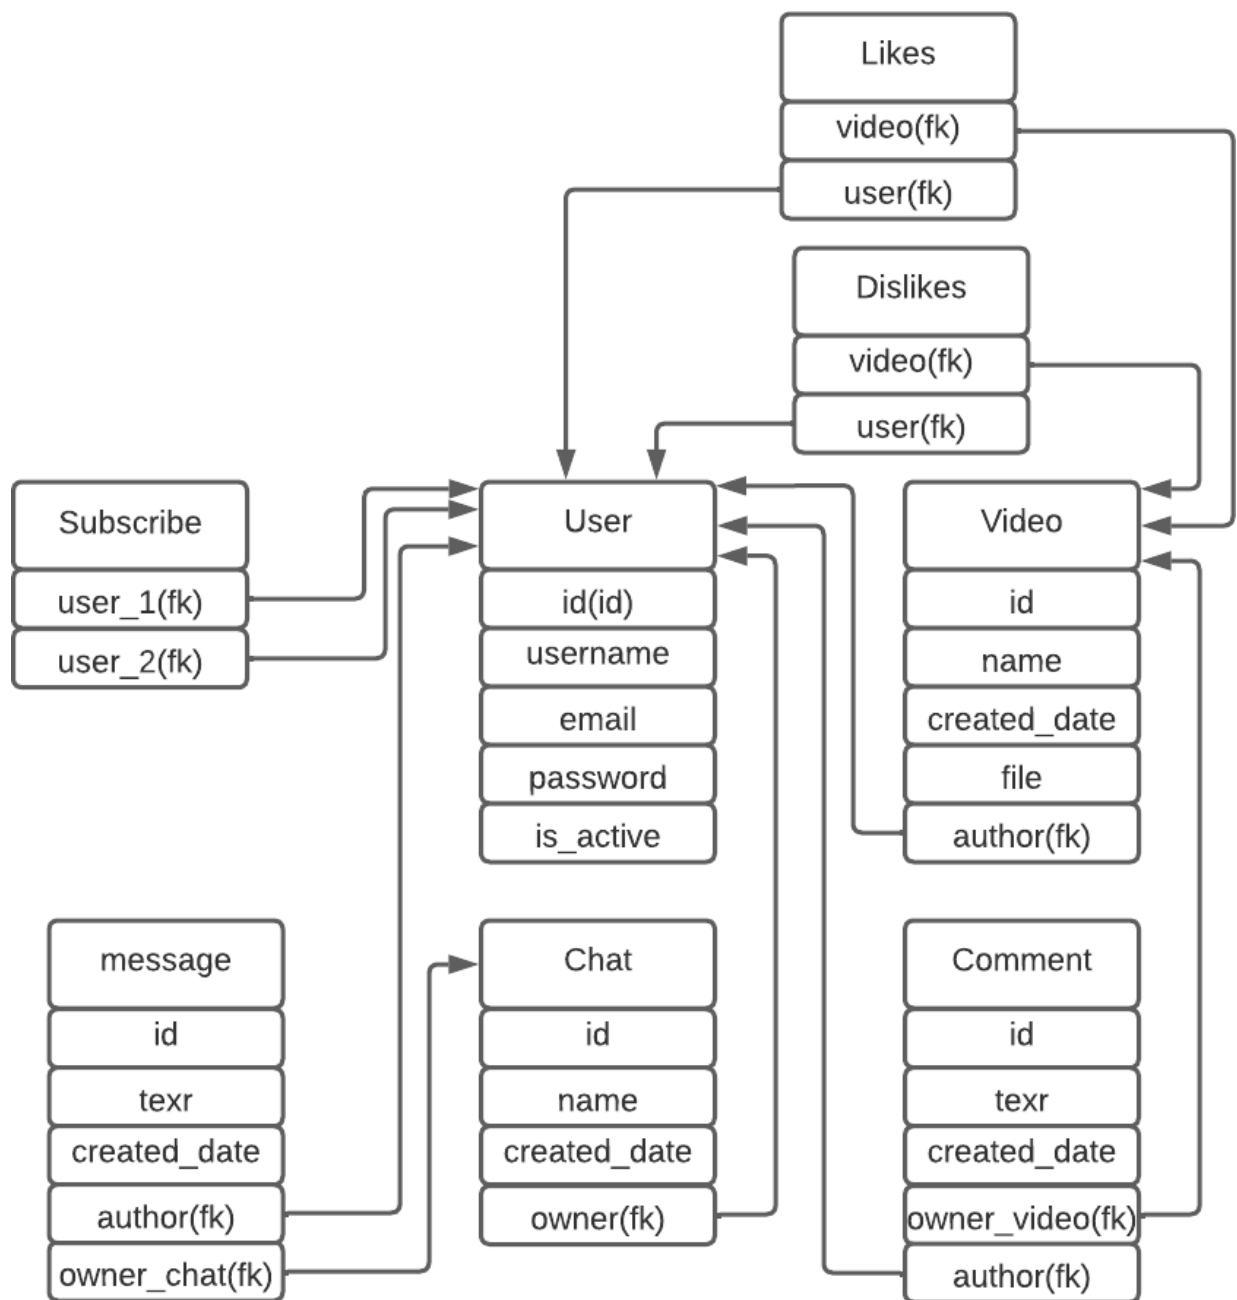 Likes
video(fk)
user(fk)
Dislikes
video(fk)
user(fk)
Subscribe
user_1(fk)
user_2(fk)
User
id(id)
username
email
password
is_active
Video
id
name
created_date
file
author(fk)
message
id
texr
created_date
author(fk)
owner_chat(fk)
Chat
id
name
created_date
owner(fk)
Comment
id
texr
created_date
owner_video(fk)
author(fk)